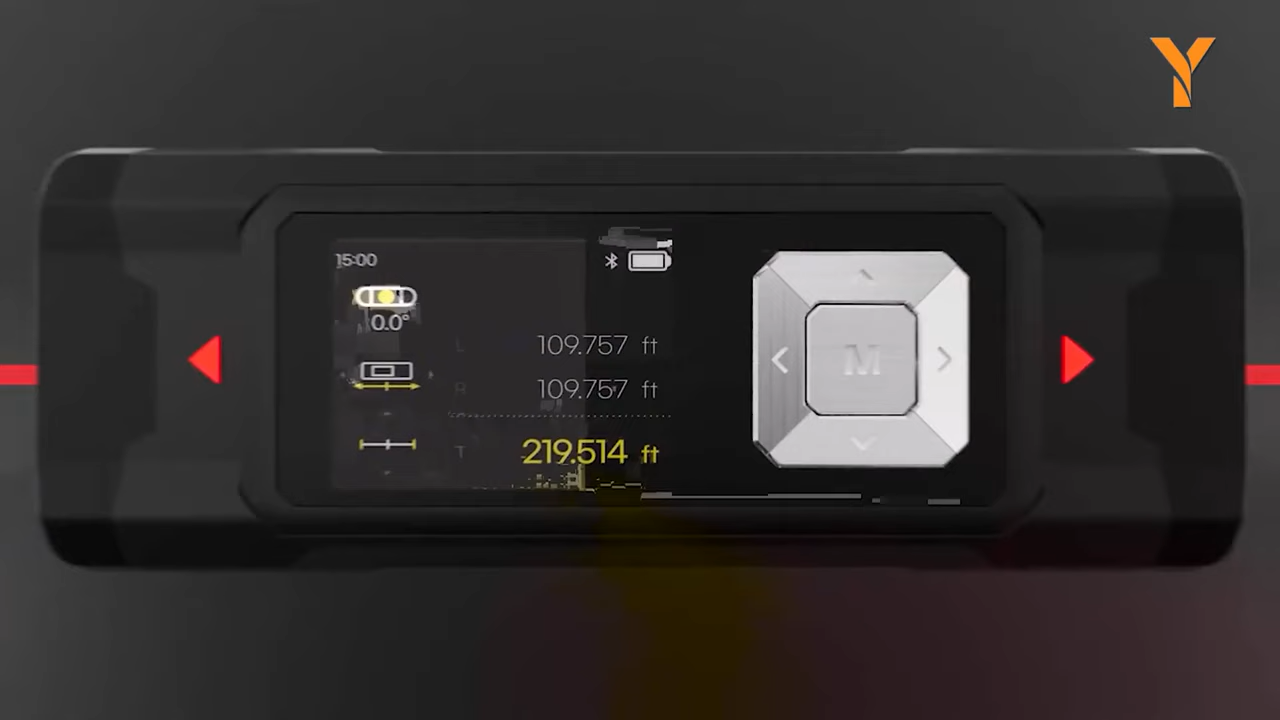 Y
15:00
0.0°
L 109.757 ft
R 109.757 ft
T 219.514 ft
M